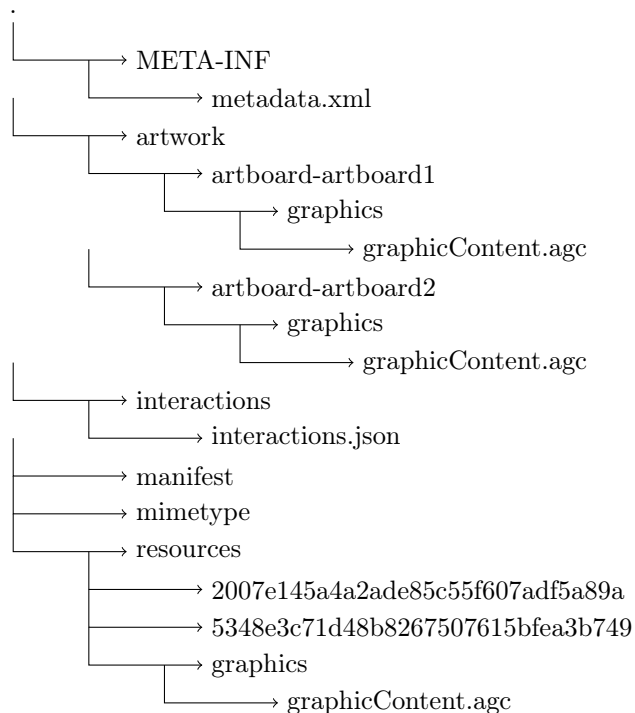 .
META-INF
metadata.xml
artwork
artboard-artboard1
graphics
graphicContent.agc
artboard-artboard2
graphics
graphicContent.agc
interactions
interactions.json
manifest
mimetype
resources
2007e145a4a2ade85c55f607adf5a89a
5348e3c71d48b8267507615bfea3b749
graphics
graphicContent.agc